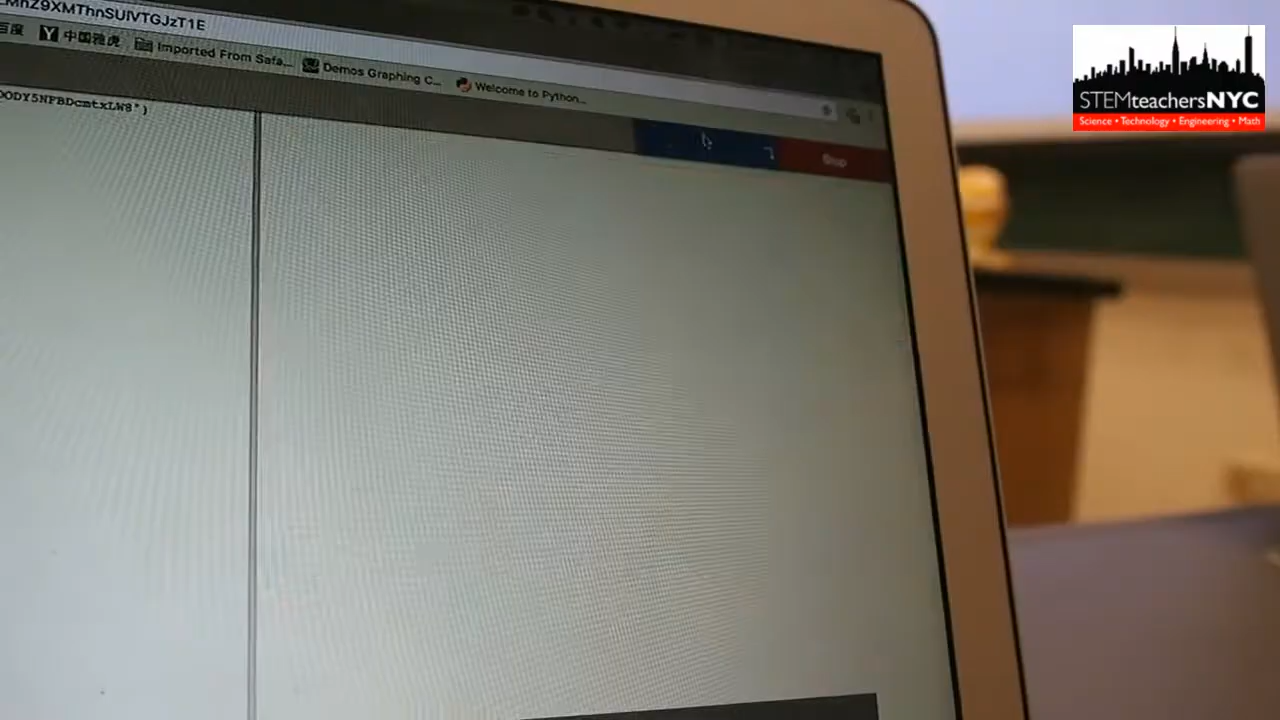 MhZ9XMThnSUlVTGJzT1E
百度 中国雅虎 Imported From Safa... Demos Graphing C... Welcome to Python...
DODY5NFBDcmtxLW8")
Stop
STEMteachersNYC
Science • Technology • Engineering • Math